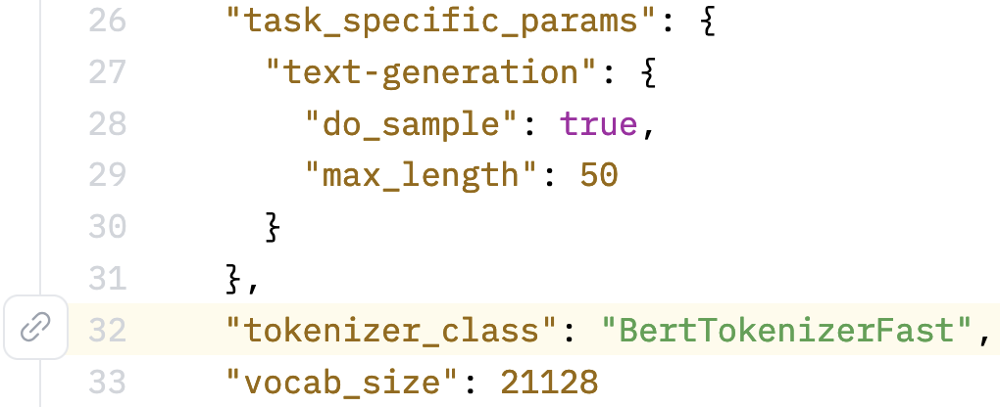 26 "task_specific_params": {
27 "text-generation": {
28 "do_sample": true,
29 "max_length": 50
30 }
31 },
32 "tokenizer_class": "BertTokenizerFast",
33 "vocab_size": 21128